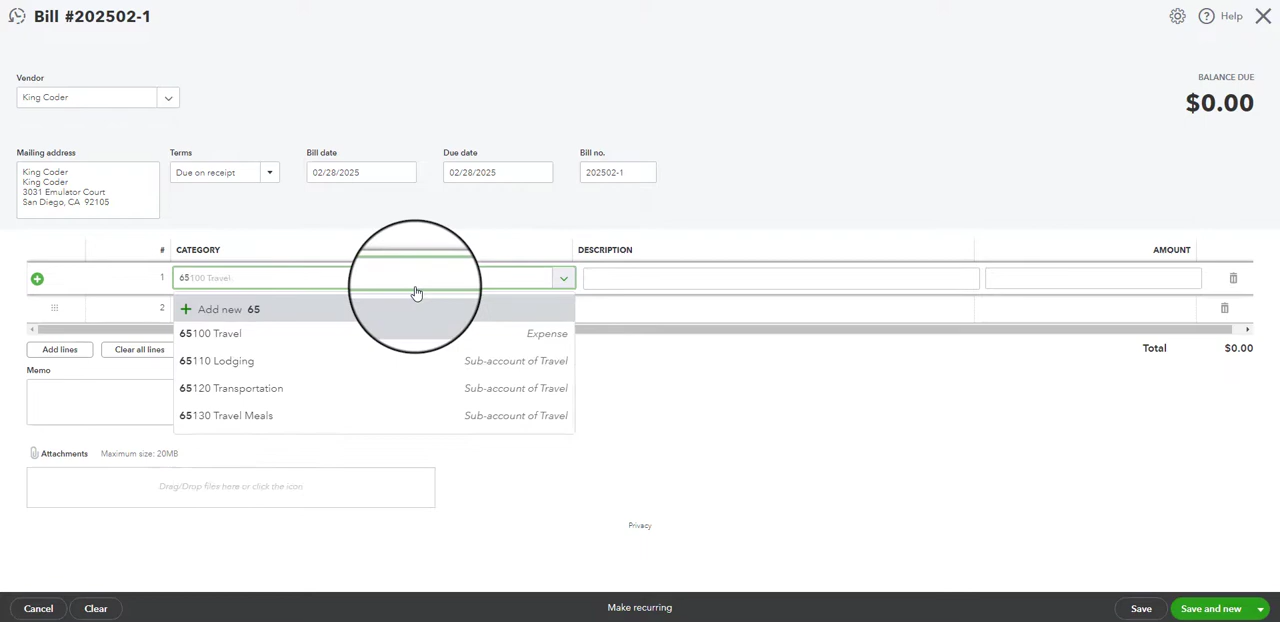 Bill #202502-1
Help
Vendor
King Coder
BALANCE DUE
$0.00
Mailing address
King Coder
King Coder
3031 Emulator Court
San Diego, CA 92105
Terms
Due on receipt
Bill date
02/28/2025
Due date
02/28/2025
Bill no.
202502-1
# CATEGORY DESCRIPTION AMOUNT
1 65100 Travel
2
Add new 65
65100 Travel Expense
65110 Lodging Sub-account of Travel
65120 Transportation Sub-account of Travel
65130 Travel Meals Sub-account of Travel
Add lines Clear all lines
Total $0.00
Memo
Attachments Maximum size: 20MB
Drag/Drop files here or click the icon
Privacy
Cancel Clear Make recurring Save Save and new